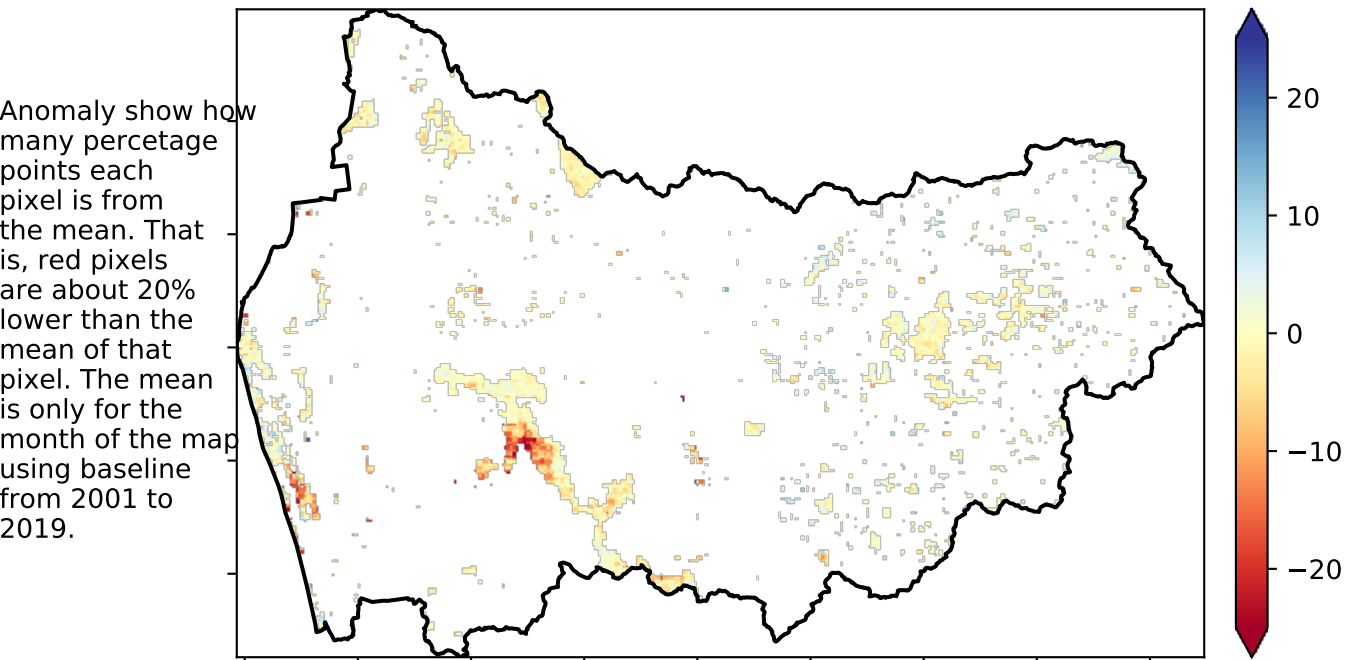 Anomaly show how
many percetage
points each
pixel is from
the mean. That
is, red pixels
are about 20%
lower than the
mean of that
pixel. The mean
is only for the
month of the map
using baseline
from 2001 to
2019.
20
10
0
−10
−20